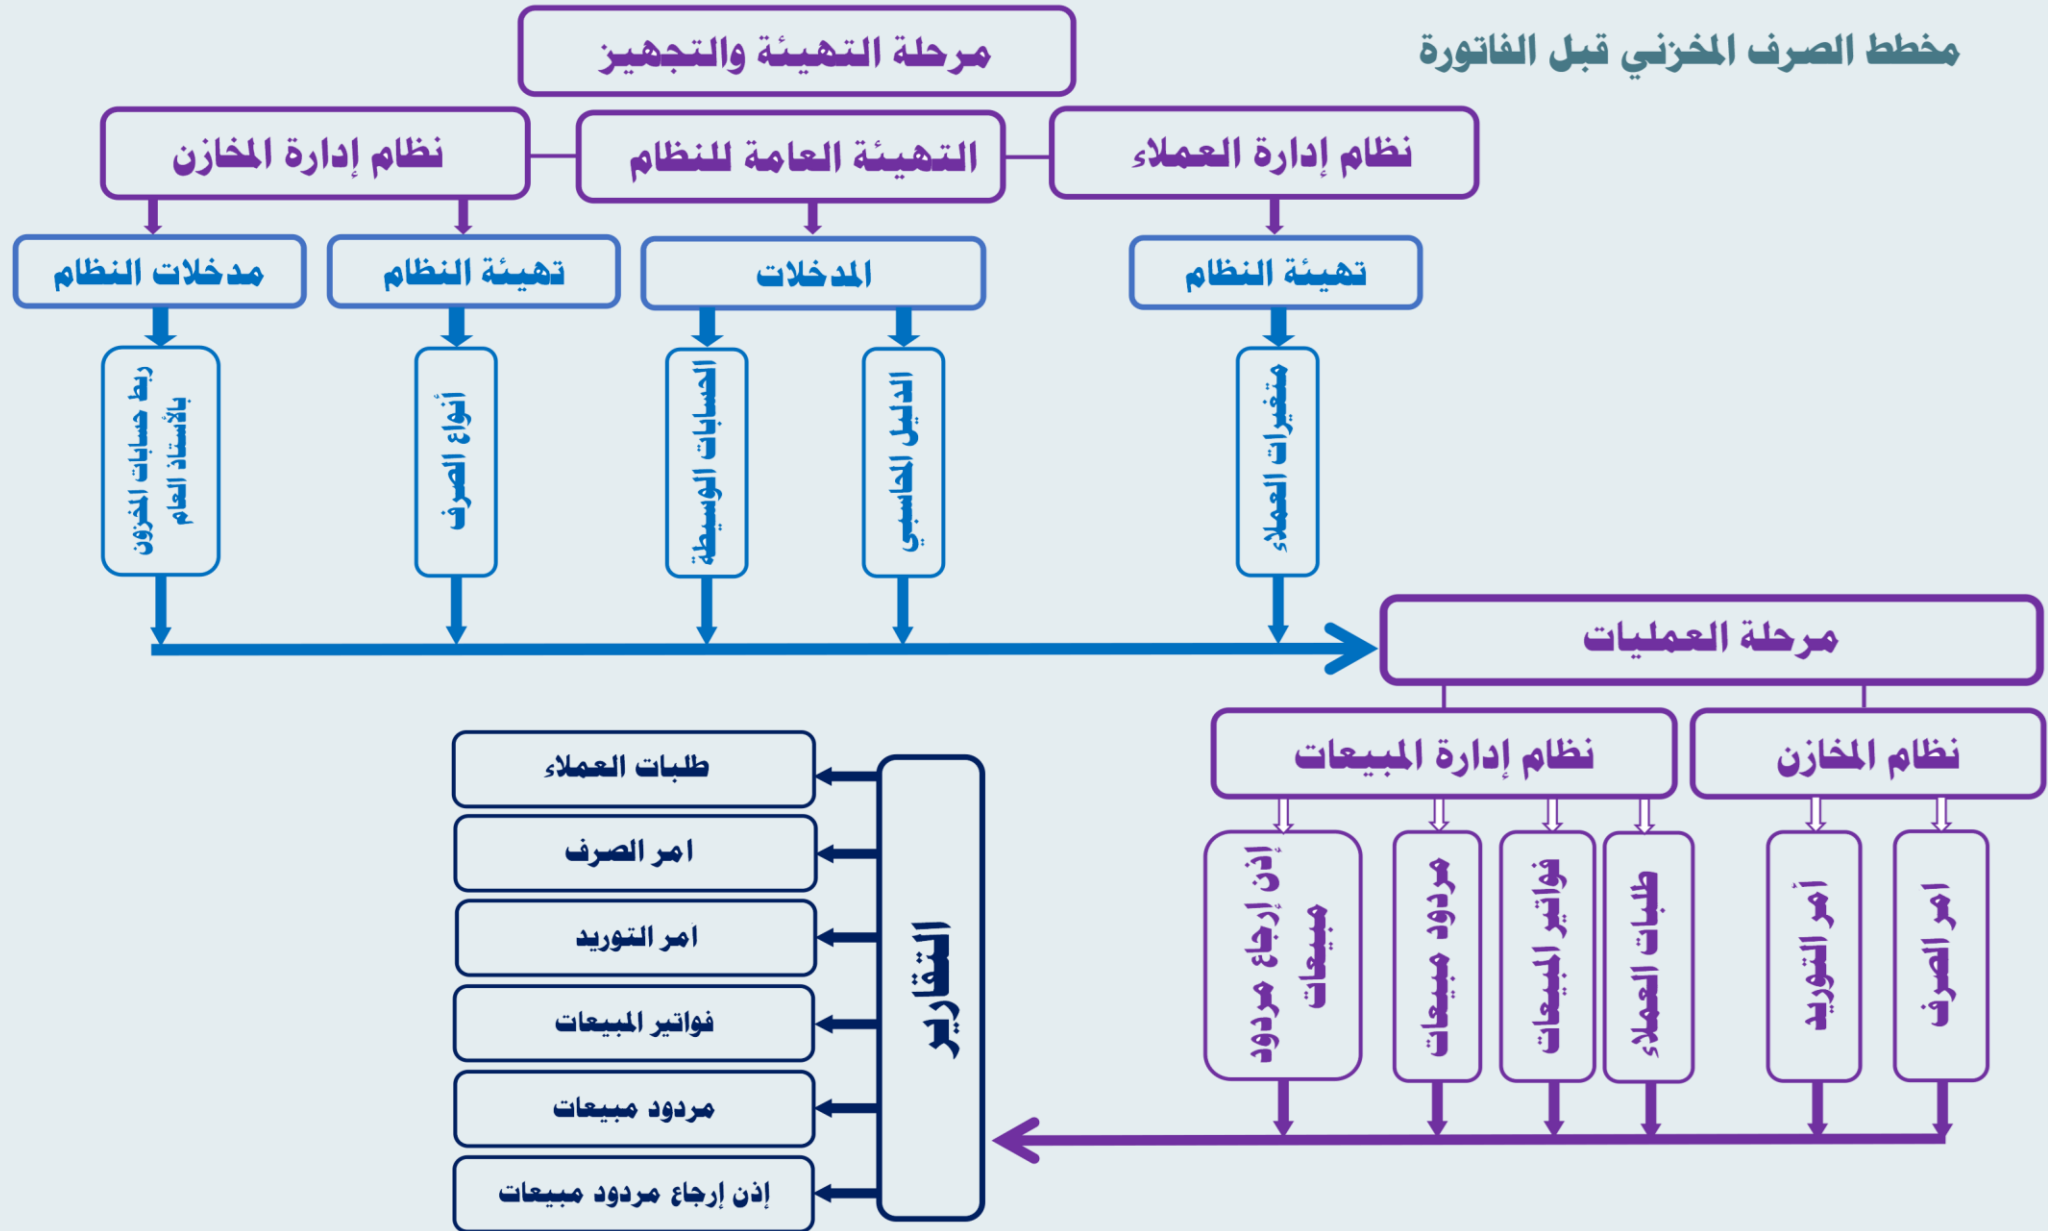 مخطط الصرف المخزني قبل الفاتورة
مرحلة التهيئة والتجهيز
نظام إدارة العملاء
التهيئة العامة للنظام
نظام إدارة المخازن
تهيئة النظام
المدخلات
تهيئة النظام
مدخلات النظام
متغيرات العملاء
الدليل المحاسبي
الحسابات الوسيطة
أنواع الصرف
ربط حسابات المخزون
بالأستاذ العام
مرحلة العمليات
نظام المخازن
نظام إدارة المبيعات
امر الصرف
أمر التوريد
طلبات العملاء
فواتير المبيعات
مردود مبيعات
إذن إرجاع مردود
مبيعات
التقارير
طلبات العملاء
امر الصرف
امر التوريد
فواتير المبيعات
مردود مبيعات
إذن إرجاع مردود مبيعات